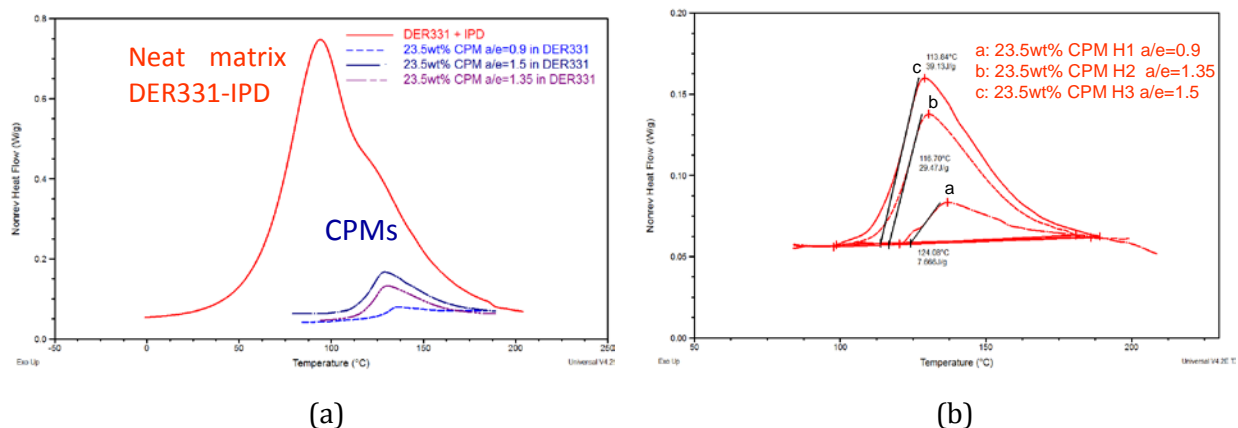 0.8
0.6
0.4
0.2
0.0
Nonrev Heat Flow (W/g)
Neat matrix
DER331-IPD
DER331 + IPD
23.5wt% CPM a/e=0.9 in DER331
23.5wt% CPM a/e=1.5 in DER331
23.5wt% CPM a/e=1.35 in DER331
CPMs
-50
0
50
100
150
200
250
Exo Up
Temperature (°C)
Universal V4.2
(a)
0.20
0.15
0.10
0.05
0.00
Nonrev Heat Flow (W/g)
a: 23.5wt% CPM H1 a/e=0.9
b: 23.5wt% CPM H2 a/e=1.35
c: 23.5wt% CPM H3 a/e=1.5
c
113.64°C
39.13J/g
b
116.70°C
29.47J/g
a
124.08°C
7.666J/g
50
100
150
200
Exo Up
Temperature (°C)
Universal
(b)